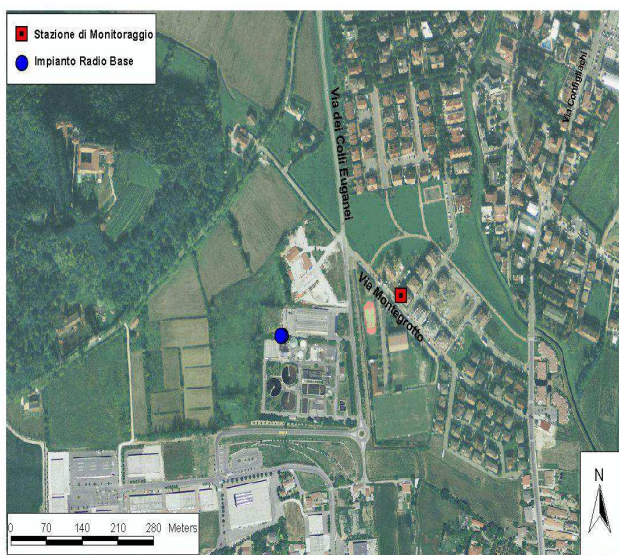 Stazione di Monitoraggio
Impianto Radio Base
Via dei Colli Euganei
Via Configliachi
Via Montegrotto
N
0 70 140 210 280 Meters